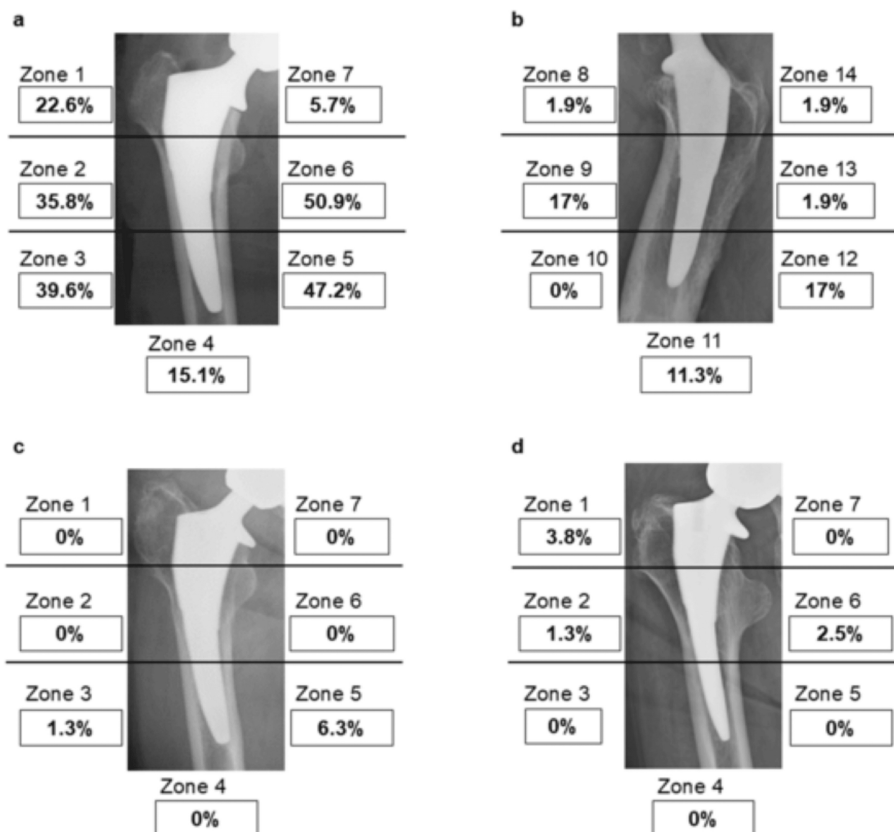 a
Zone 1
22.6%
Zone 7
5.7%
Zone 2
35.8%
Zone 6
50.9%
Zone 3
39.6%
Zone 5
47.2%
Zone 4
15.1%
b
Zone 8
1.9%
Zone 14
1.9%
Zone 9
17%
Zone 13
1.9%
Zone 10
0%
Zone 12
17%
Zone 11
11.3%
c
Zone 1
0%
Zone 7
0%
Zone 2
0%
Zone 6
0%
Zone 3
1.3%
Zone 5
6.3%
Zone 4
0%
d
Zone 1
3.8%
Zone 7
0%
Zone 2
1.3%
Zone 6
2.5%
Zone 3
0%
Zone 5
0%
Zone 4
0%